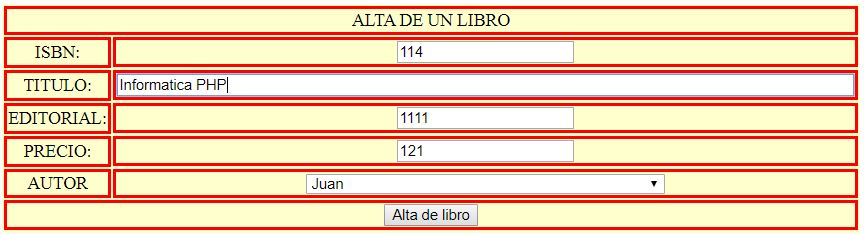 ALTA DE UN LIBRO
ISBN: 114
TITULO: Informatica PHP
EDITORIAL: 1111
PRECIO: 121
AUTOR Juan
Alta de libro